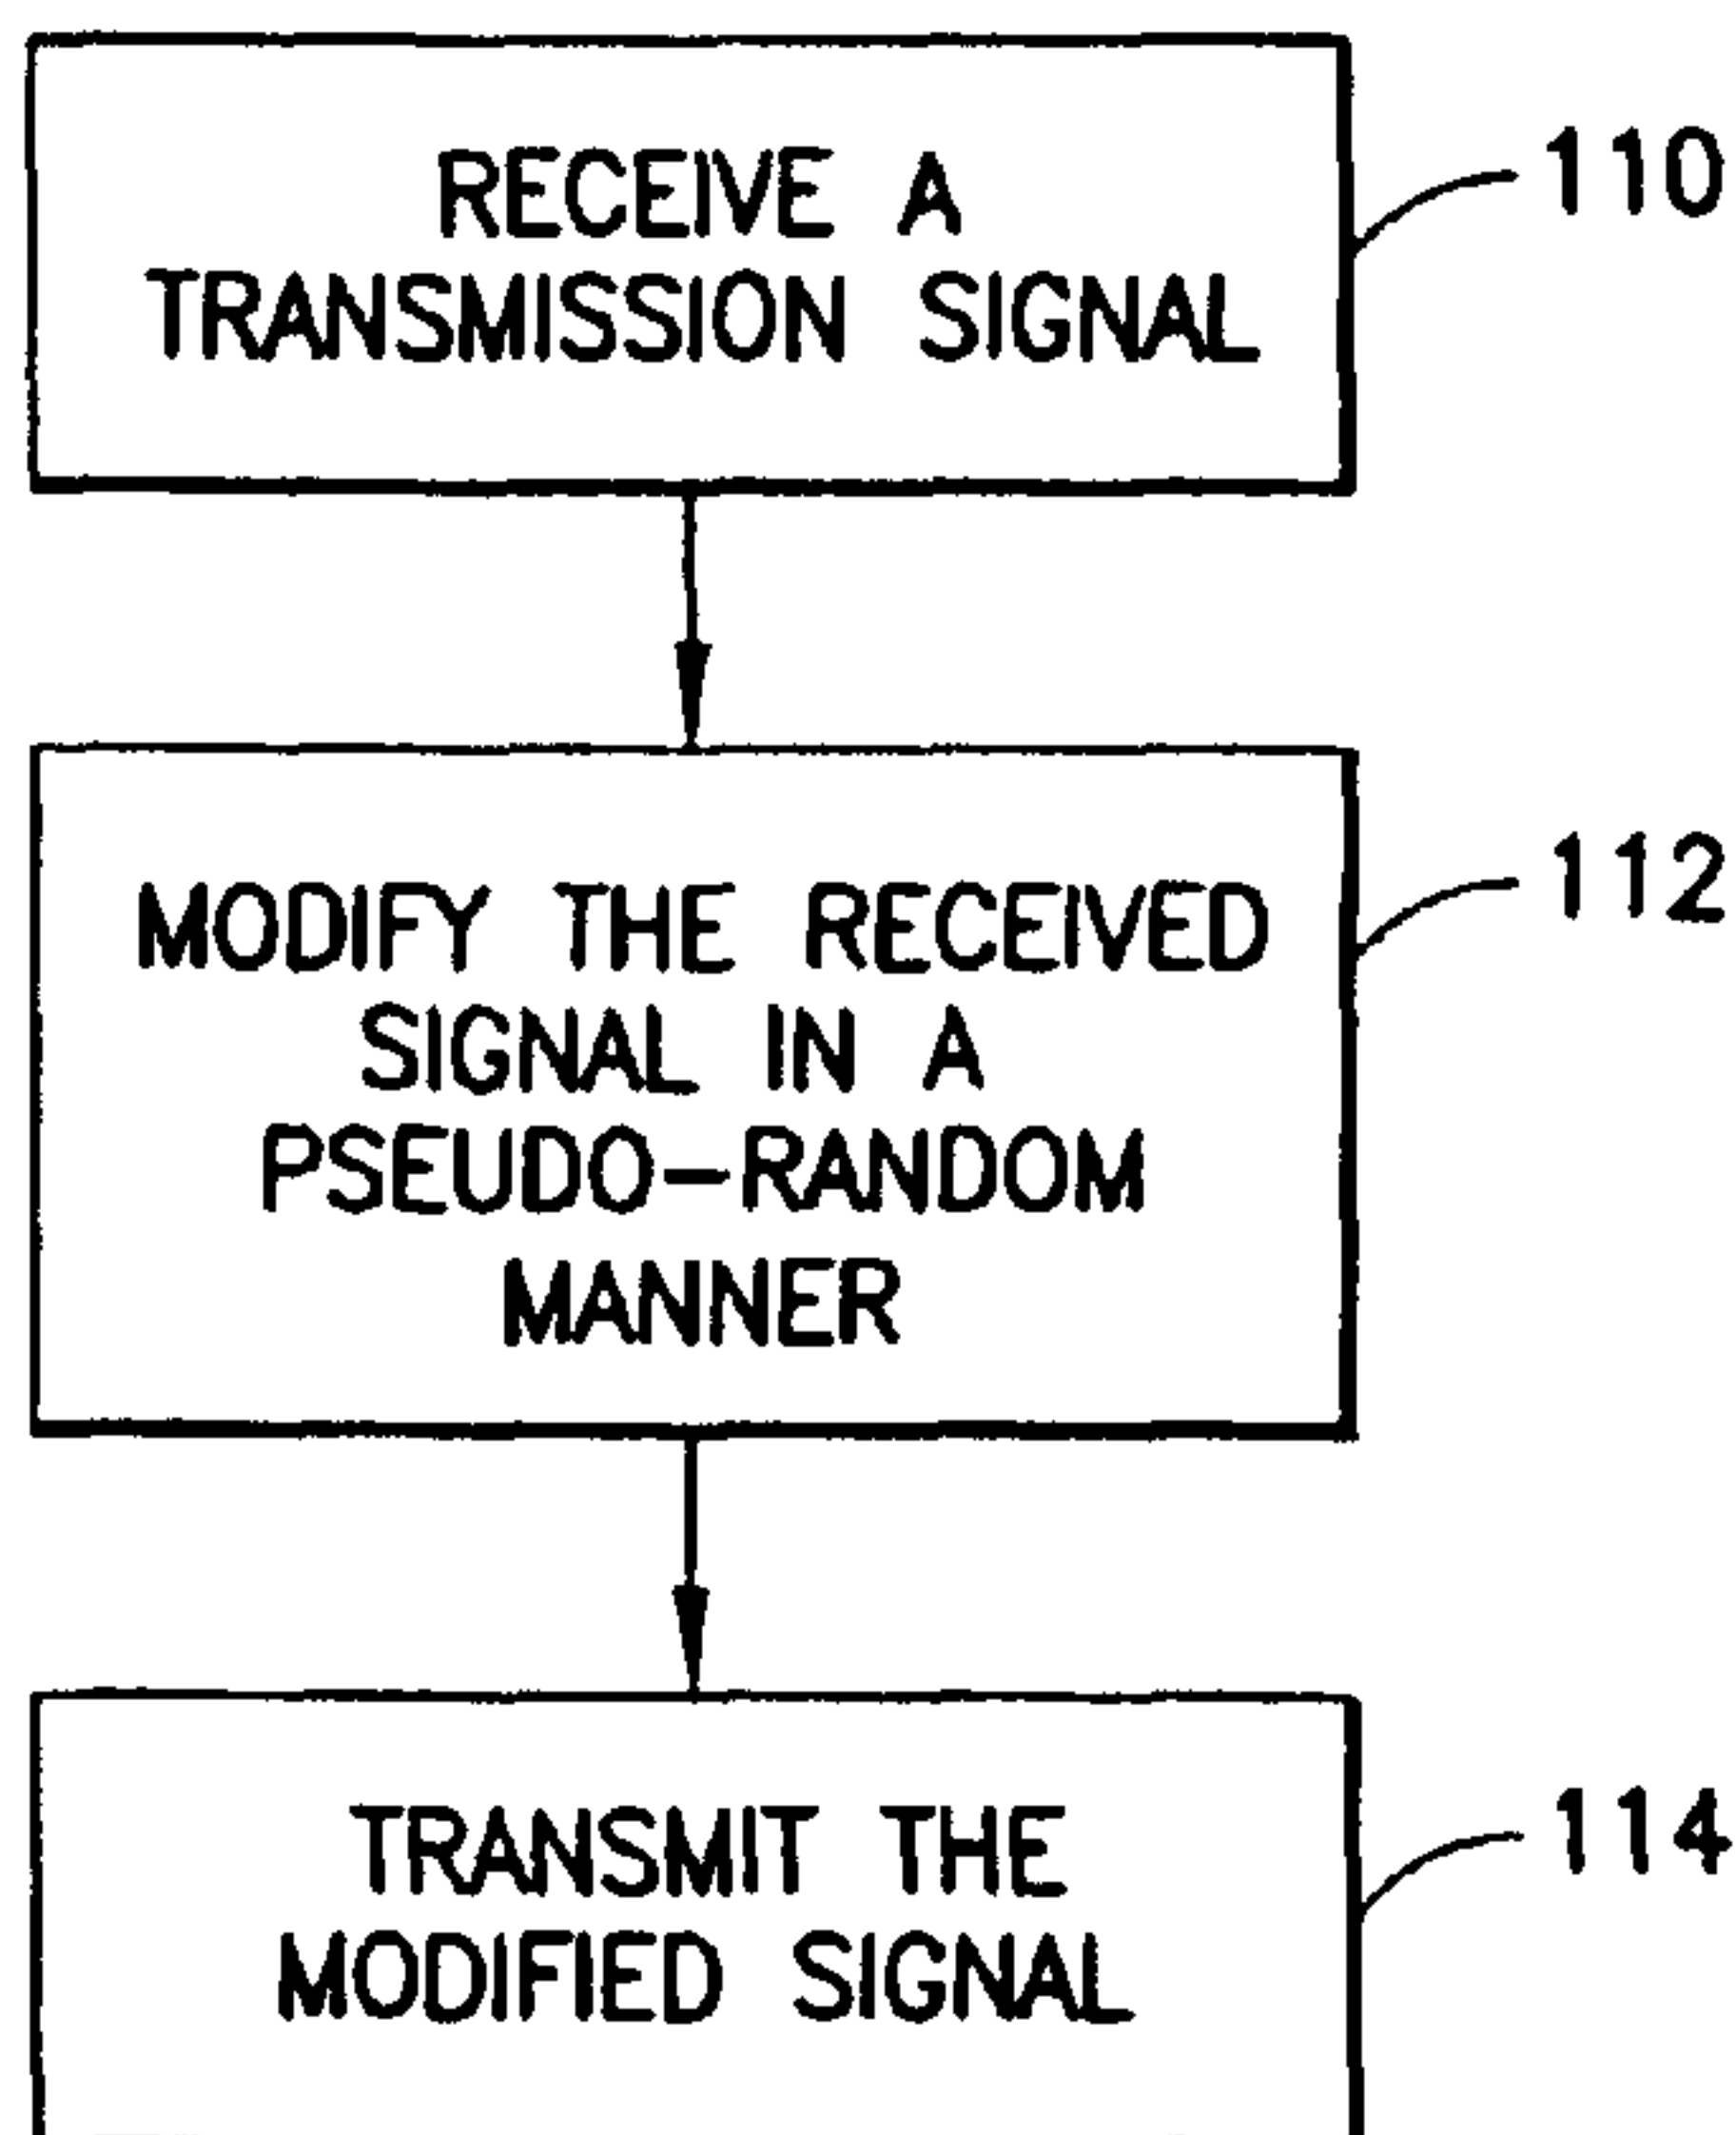 RECEIVE A
TRANSMISSION SIGNAL
110
MODIFY THE RECEIVED
SIGNAL IN A
PSEUDO-RANDOM
MANNER
112
TRANSMIT THE
MODIFIED SIGNAL
114